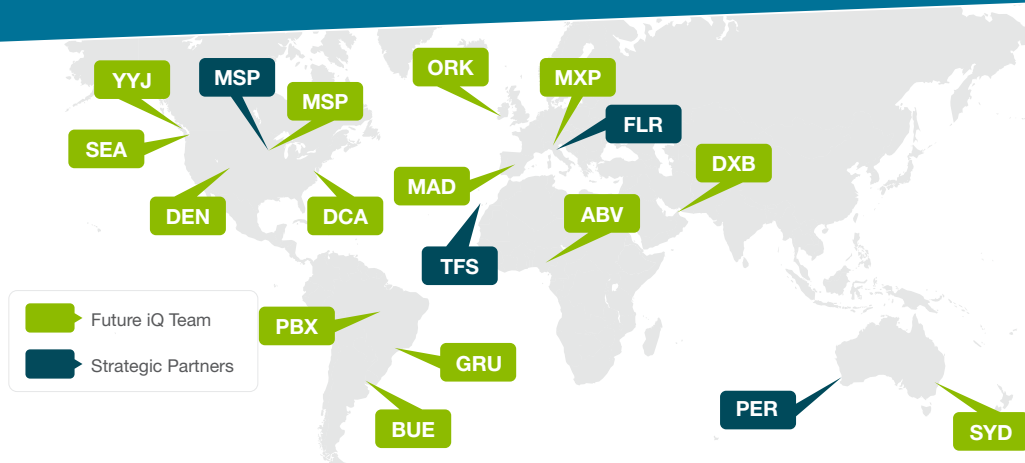 YYJ
MSP
MSP
ORK
MXP
FLR
SEA
DXB
MAD
DEN
DCA
ABV
TFS
Future iQ Team
PBX
Strategic Partners
GRU
PER
BUE
SYD